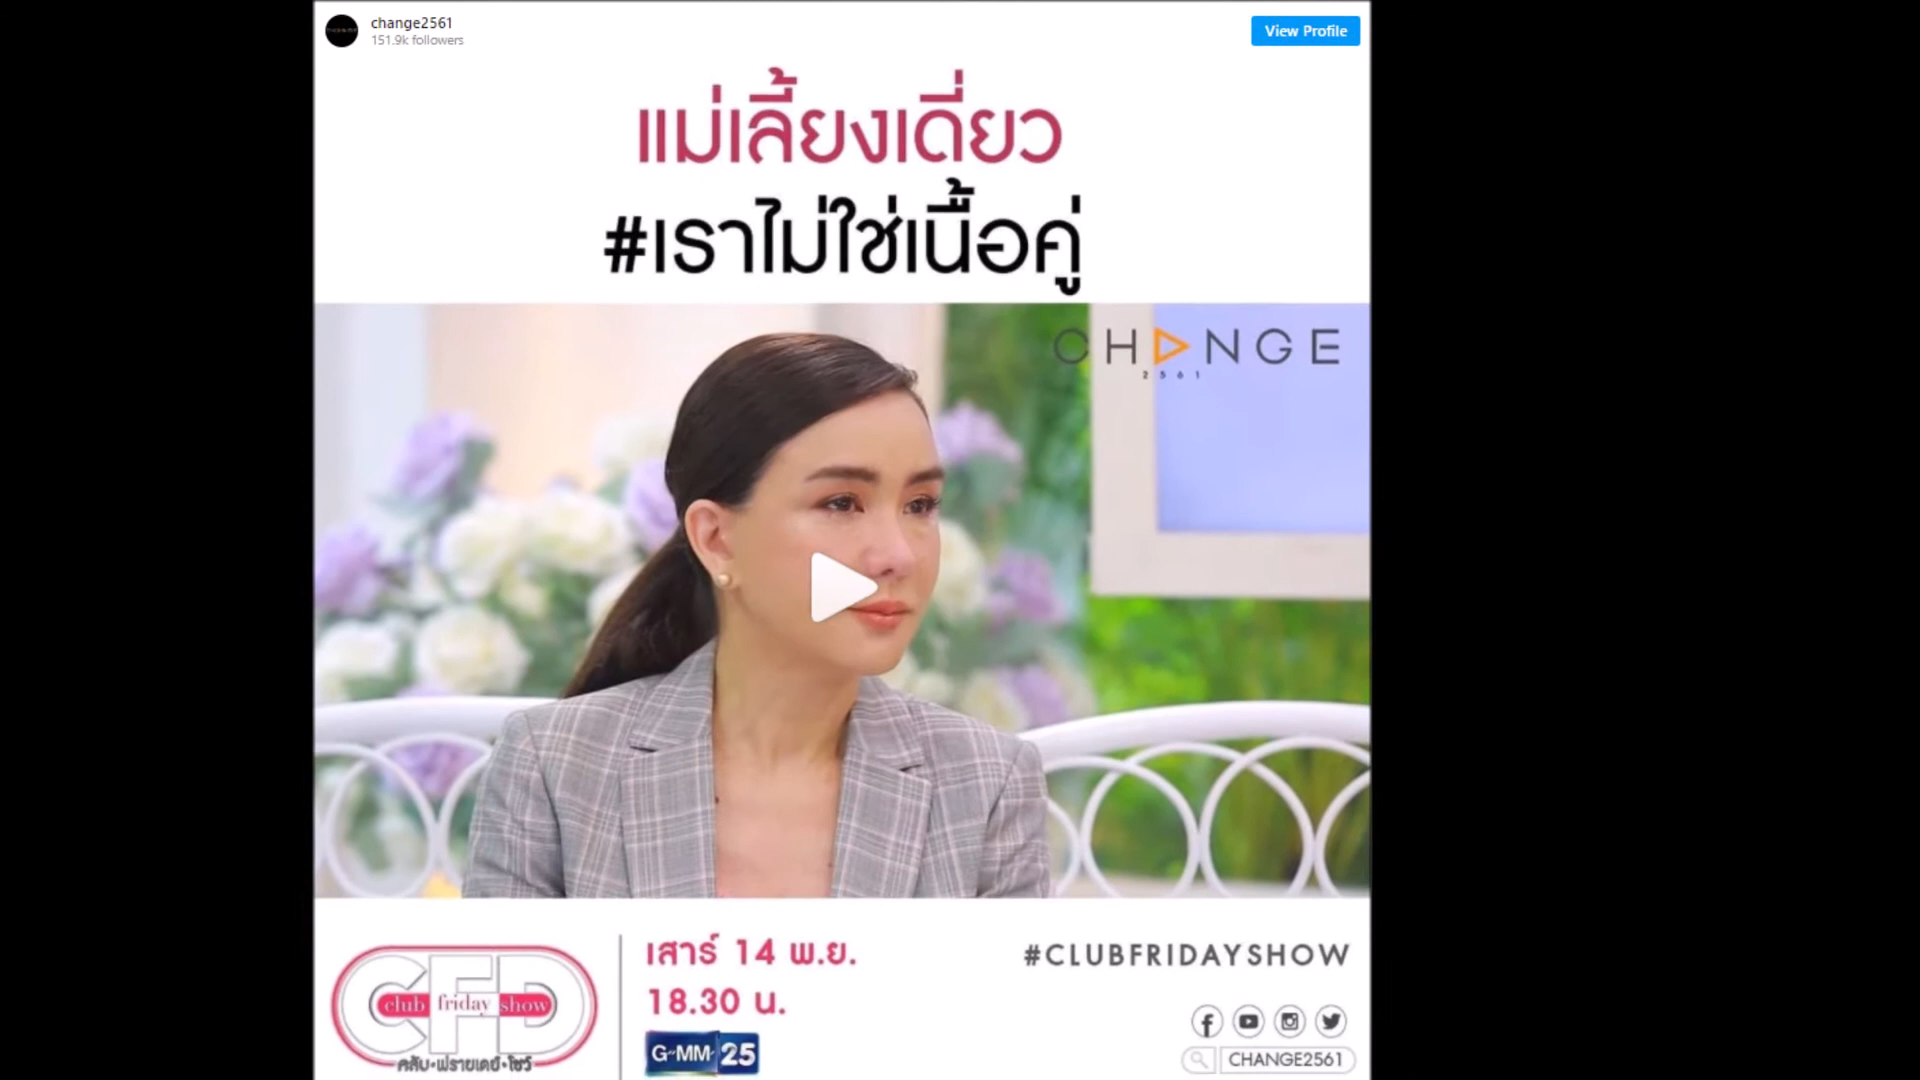 change2561
151.9k followers
View Profile
แม่เลี้ยงเดี่ยว
#เราไม่ใช่เนื้อคู่
CHANGE
2561
club friday show
คลับ•ฟรายเดย์•โชว์
เสาร์ 14 พ.ย.
18.30 น.
GMM 25
#CLUBFRIDAYSHOW
CHANGE2561